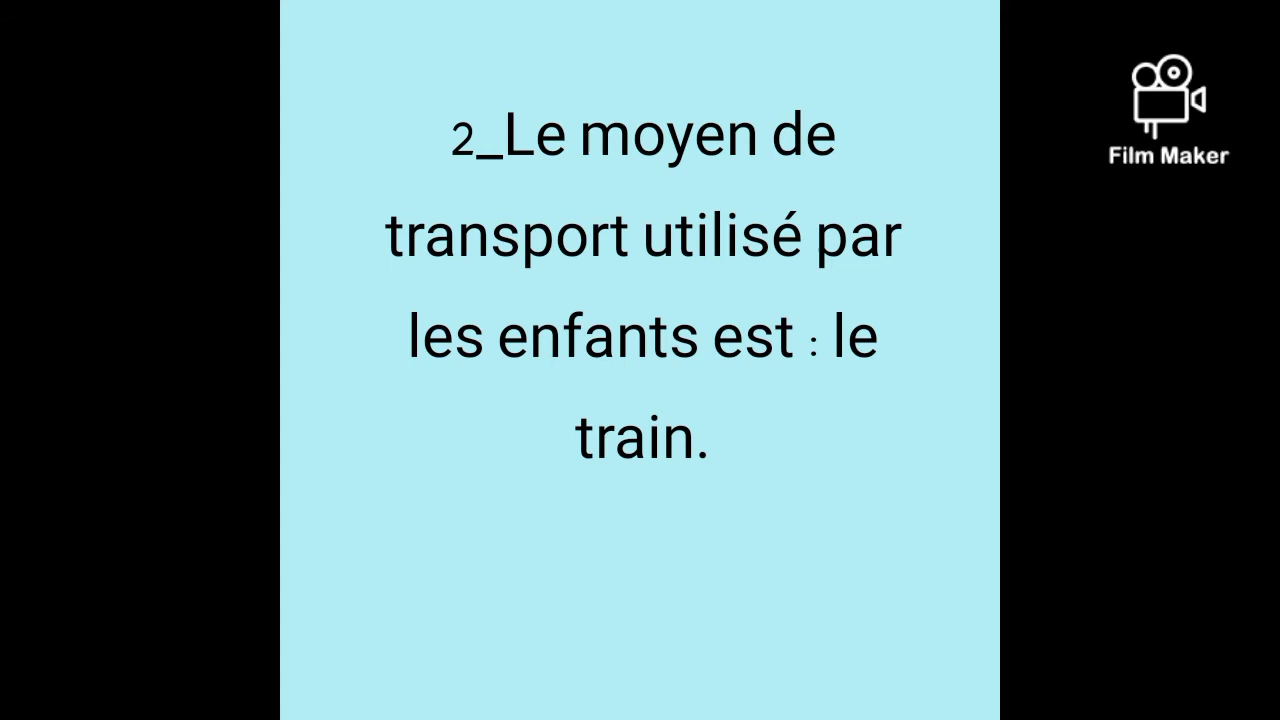 2_Le moyen de
transport utilisé par
les enfants est : le
train.
Film Maker